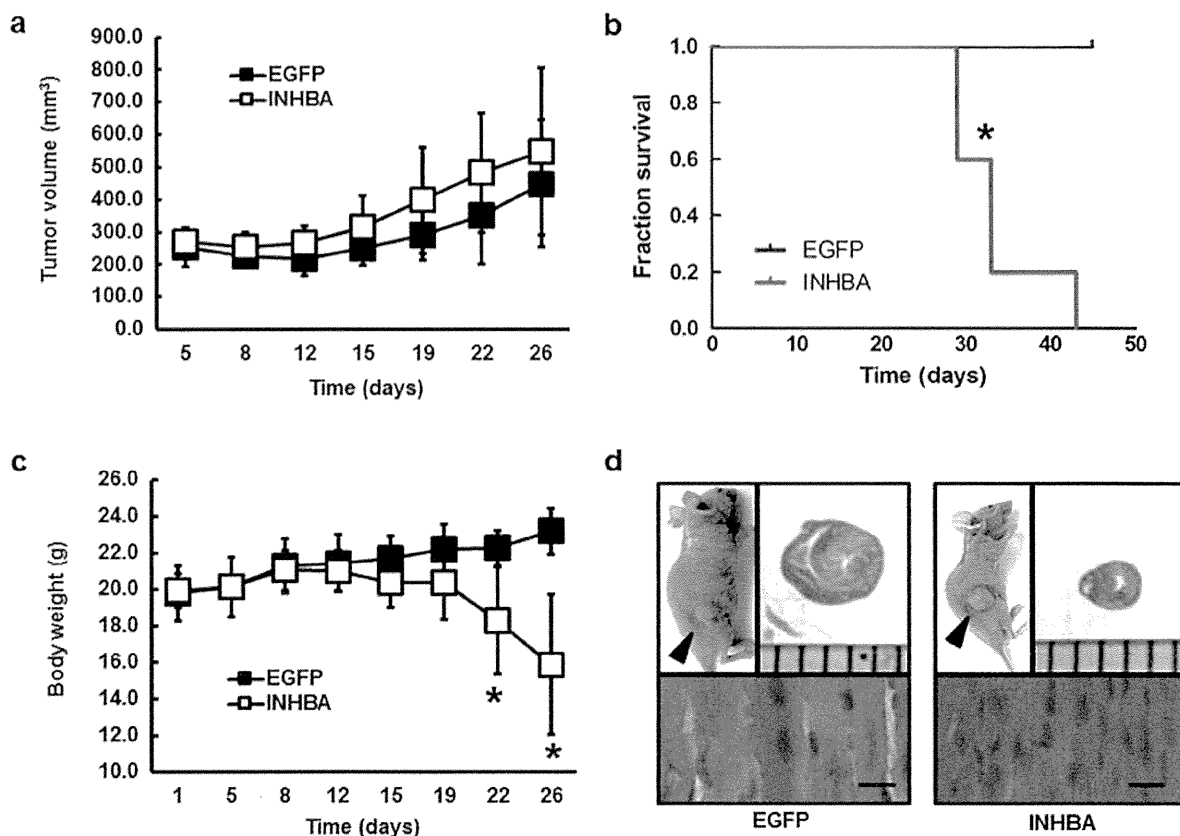 a
900.0
800.0
700.0
600.0
500.0
400.0
300.0
200.0
100.0
0.0
Tumor volume (mm³)
EGFP
INHBA
5 8 12 15 19 22 26
Time (days)
b
1.0
0.8
0.6
0.4
0.2
0.0
Fraction survival
*
EGFP
INHBA
0 10 20 30 40 50
Time (days)
c
26.0
24.0
22.0
20.0
18.0
16.0
14.0
12.0
10.0
Body weight (g)
EGFP
INHBA
*
*
1 5 8 12 15 19 22 26
Time (days)
d
EGFP
INHBA